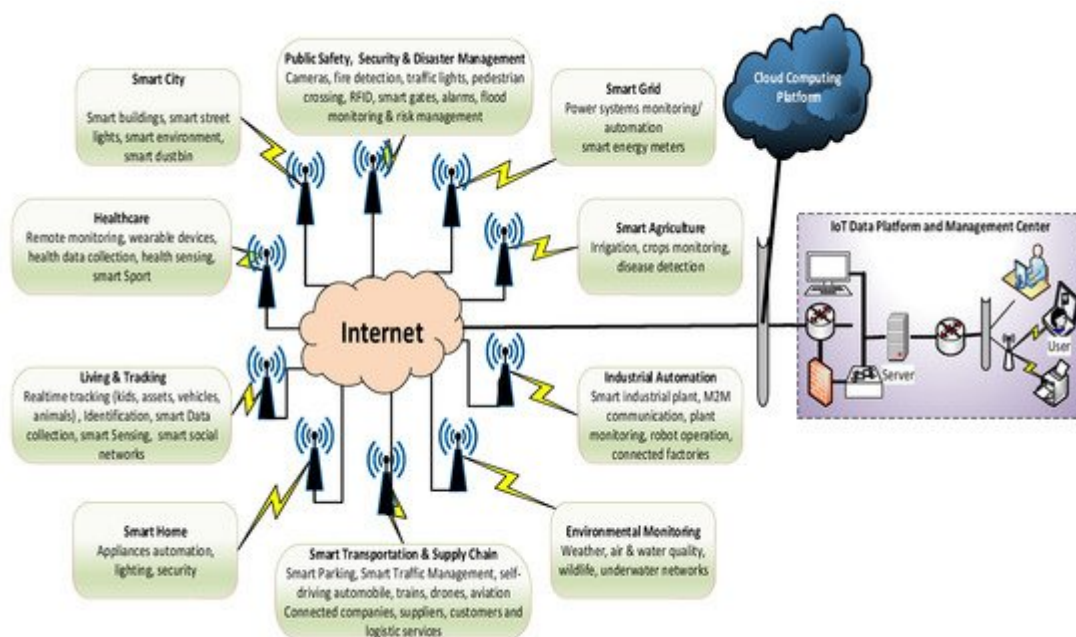 Public Safety, Security & Disaster Management
Cameras, fire detection, traffic lights, pedestrian
crossing, RFID, smart gates, alarms, flood
monitoring & risk management
Smart City
Smart buildings, smart street
lights, smart environment,
smart dustbin
Smart Grid
Power systems monitoring/
automation
smart energy meters
Cloud Computing
Platform
Healthcare
Remote monitoring, wearable devices,
health data collection, health sensing,
smart Sport
Smart Agriculture
Irrigation, crops monitoring,
disease detection
IoT Data Platform and Management Center
Internet
User
Server
Living & Tracking
Realtime tracking (kids, assets, vehicles,
animals) , Identification, smart Data
collection, smart Sensing, smart social
networks
Industrial Automation
Smart industrial plant, M2M
communication, plant
monitoring, robot operation,
connected factories
Smart Home
Appliances automation,
lighting, security
Smart Transportation & Supply Chain
Smart Parking, Smart Traffic Management, self-
driving automobile, trains, drones, aviation
Connected companies, suppliers, customers and
logistic services
Environmental Monitoring
Weather, air & water quality,
wildlife, underwater networks